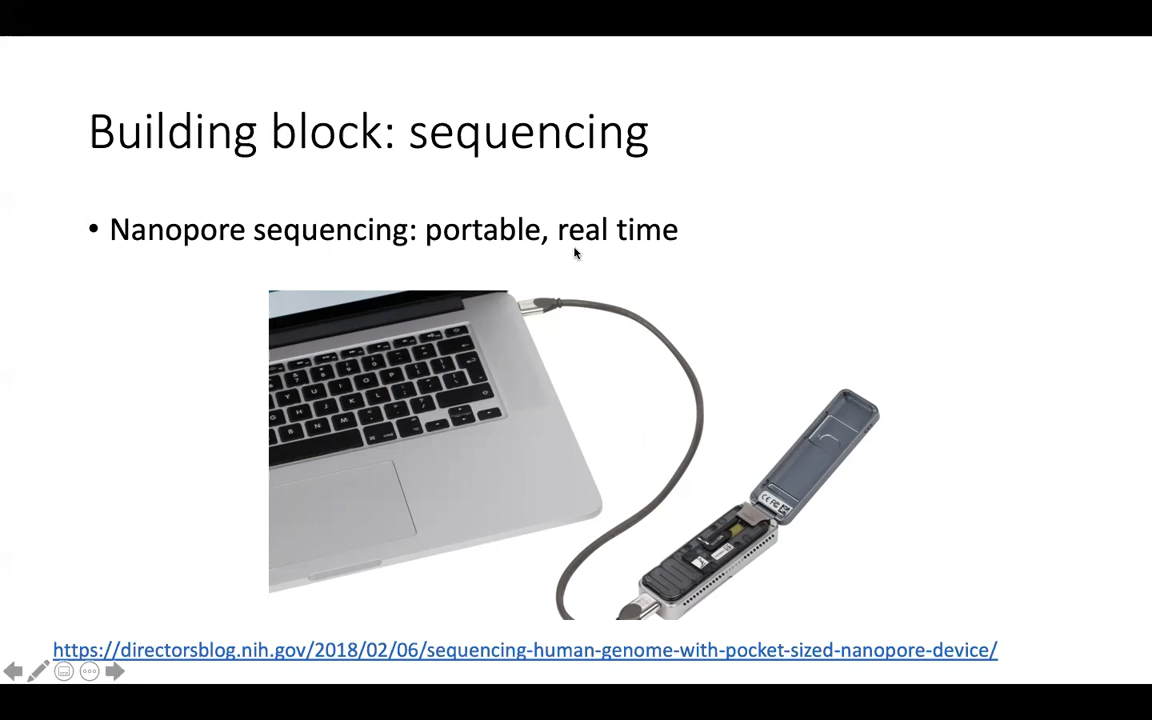 Building block: sequencing
• Nanopore sequencing: portable, real time
https://directorsblog.nih.gov/2018/02/06/sequencing-human-genome-with-pocket-sized-nanopore-device/